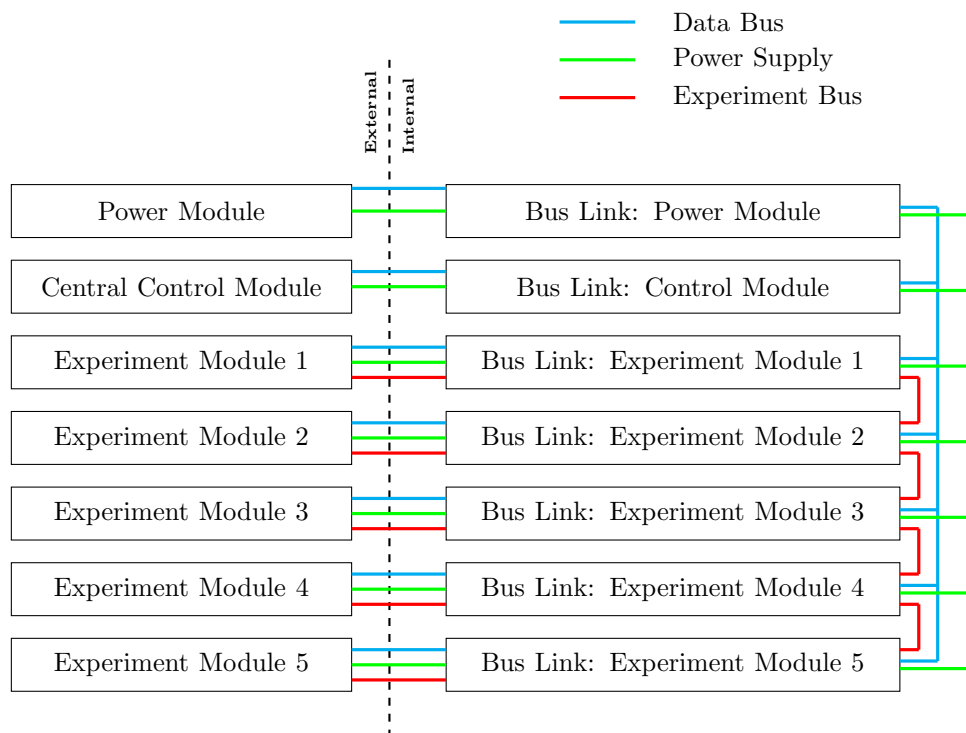 Data Bus
Power Supply
Experiment Bus
External
Internal
Power Module
Bus Link: Power Module
Central Control Module
Bus Link: Control Module
Experiment Module 1
Bus Link: Experiment Module 1
Experiment Module 2
Bus Link: Experiment Module 2
Experiment Module 3
Bus Link: Experiment Module 3
Experiment Module 4
Bus Link: Experiment Module 4
Experiment Module 5
Bus Link: Experiment Module 5